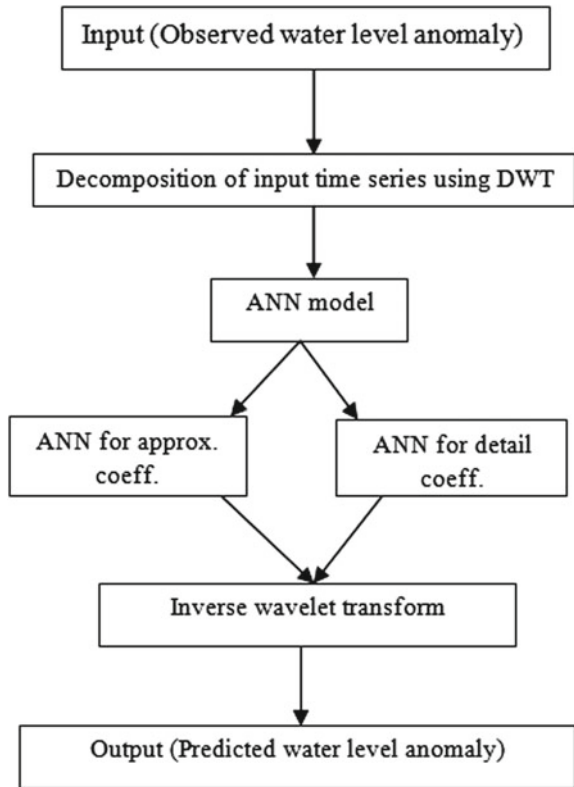 Input (Observed water level anomaly)
Decomposition of input time series using DWT
ANN model
ANN for approx.
coeff.
ANN for detail
coeff.
Inverse wavelet transform
Output (Predicted water level anomaly)